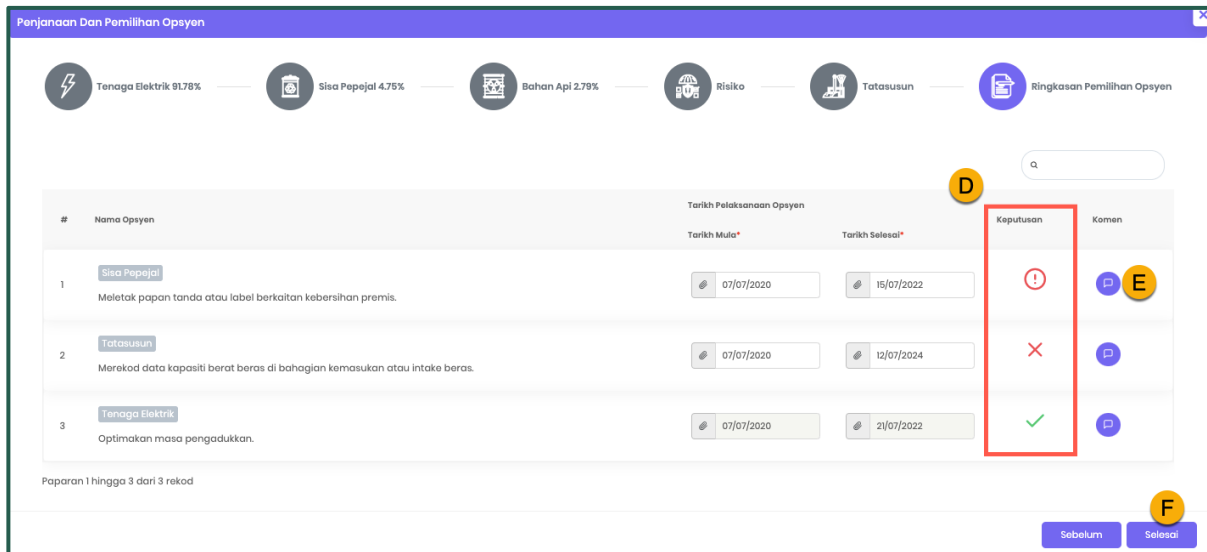 Penjanaan Dan Pemilihan Opsyen
Tenaga Elektrik 91.78%
Sisa Pepejal 4.75%
Bahan Api 2.79%
Risiko
Tatasusun
Ringkasan Pemilihan Opsyen
D
# Nama Opsyen Tarikh Pelaksanaan Opsyen Keputusan Komen
Tarikh Mula* Tarikh Selesai*
Sisa Pepejal
1 07/07/2020 15/07/2022 E
Meletak papan tanda atau label berkaitan kebersihan premis.
Tatasusun
2 07/07/2020 12/07/2024
Merekod data kapasiti berat beras di bahagian kemasukan atau intake beras.
Tenaga Elektrik
3 07/07/2020 21/07/2022
Optimakan masa pengadukkan.
Paparan 1 hingga 3 dari 3 rekod
F
Sebelum Selesai